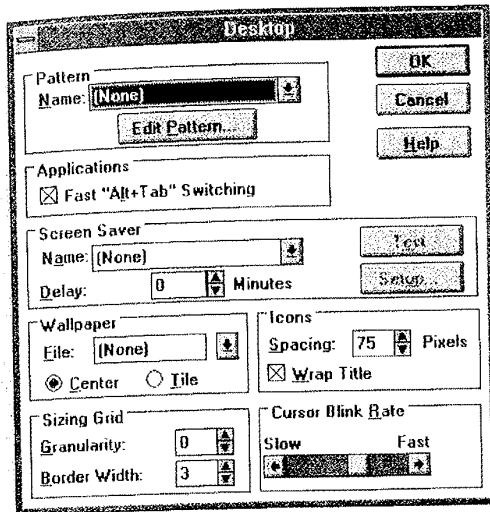 Desktop
Pattern
Name: (None)
Edit Pattern...
OK
Cancel
Help
Applications
Fast "Alt+Tab" Switching
Screen Saver
Name: (None)
Delay: 0 Minutes
Test
Setup...
Wallpaper
File: (None)
Center Tile
Icons
Spacing: 75 Pixels
Wrap Title
Sizing Grid
Granularity: 0
Border Width: 3
Cursor Blink Rate
Slow Fast